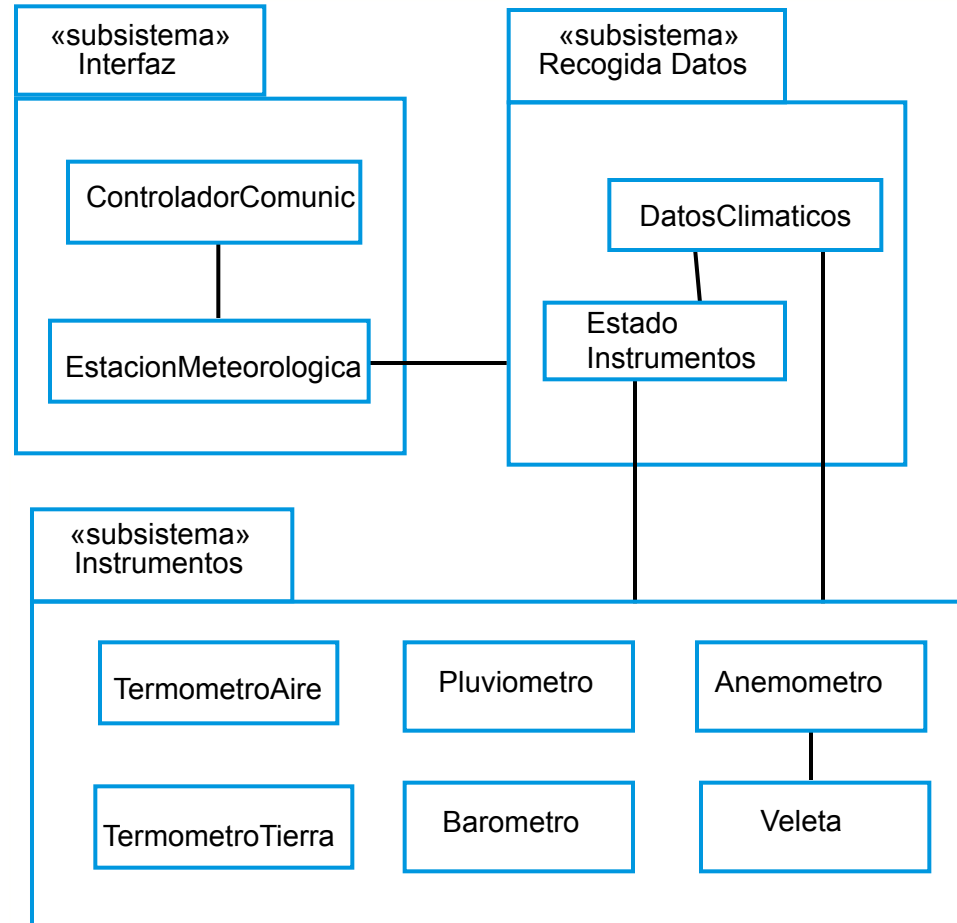 «subsistema»
Interfaz
«subsistema»
Recogida Datos
ControladorComunic
EstacionMeteorologica
DatosClimaticos
Estado
Instrumentos
«subsistema»
Instrumentos
TermometroAire
Pluviometro
Anemometro
TermometroTierra
Barometro
Veleta